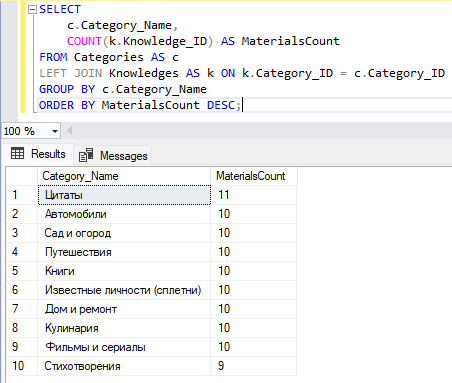 SELECT
c.Category_Name,
COUNT(k.Knowledge_ID) AS MaterialsCount
FROM Categories AS c
LEFT JOIN Knowledges AS k ON k.Category_ID = c.Category_ID
GROUP BY c.Category_Name
ORDER BY MaterialsCount DESC;
100 %
Results Messages
Category_Name MaterialsCount
1 Цитаты 11
2 Автомобили 10
3 Сад и огород 10
4 Путешествия 10
5 Книги 10
6 Известные личности (сплетни) 10
7 Дом и ремонт 10
8 Кулинария 10
9 Фильмы и сериалы 10
10 Стихотворения 9